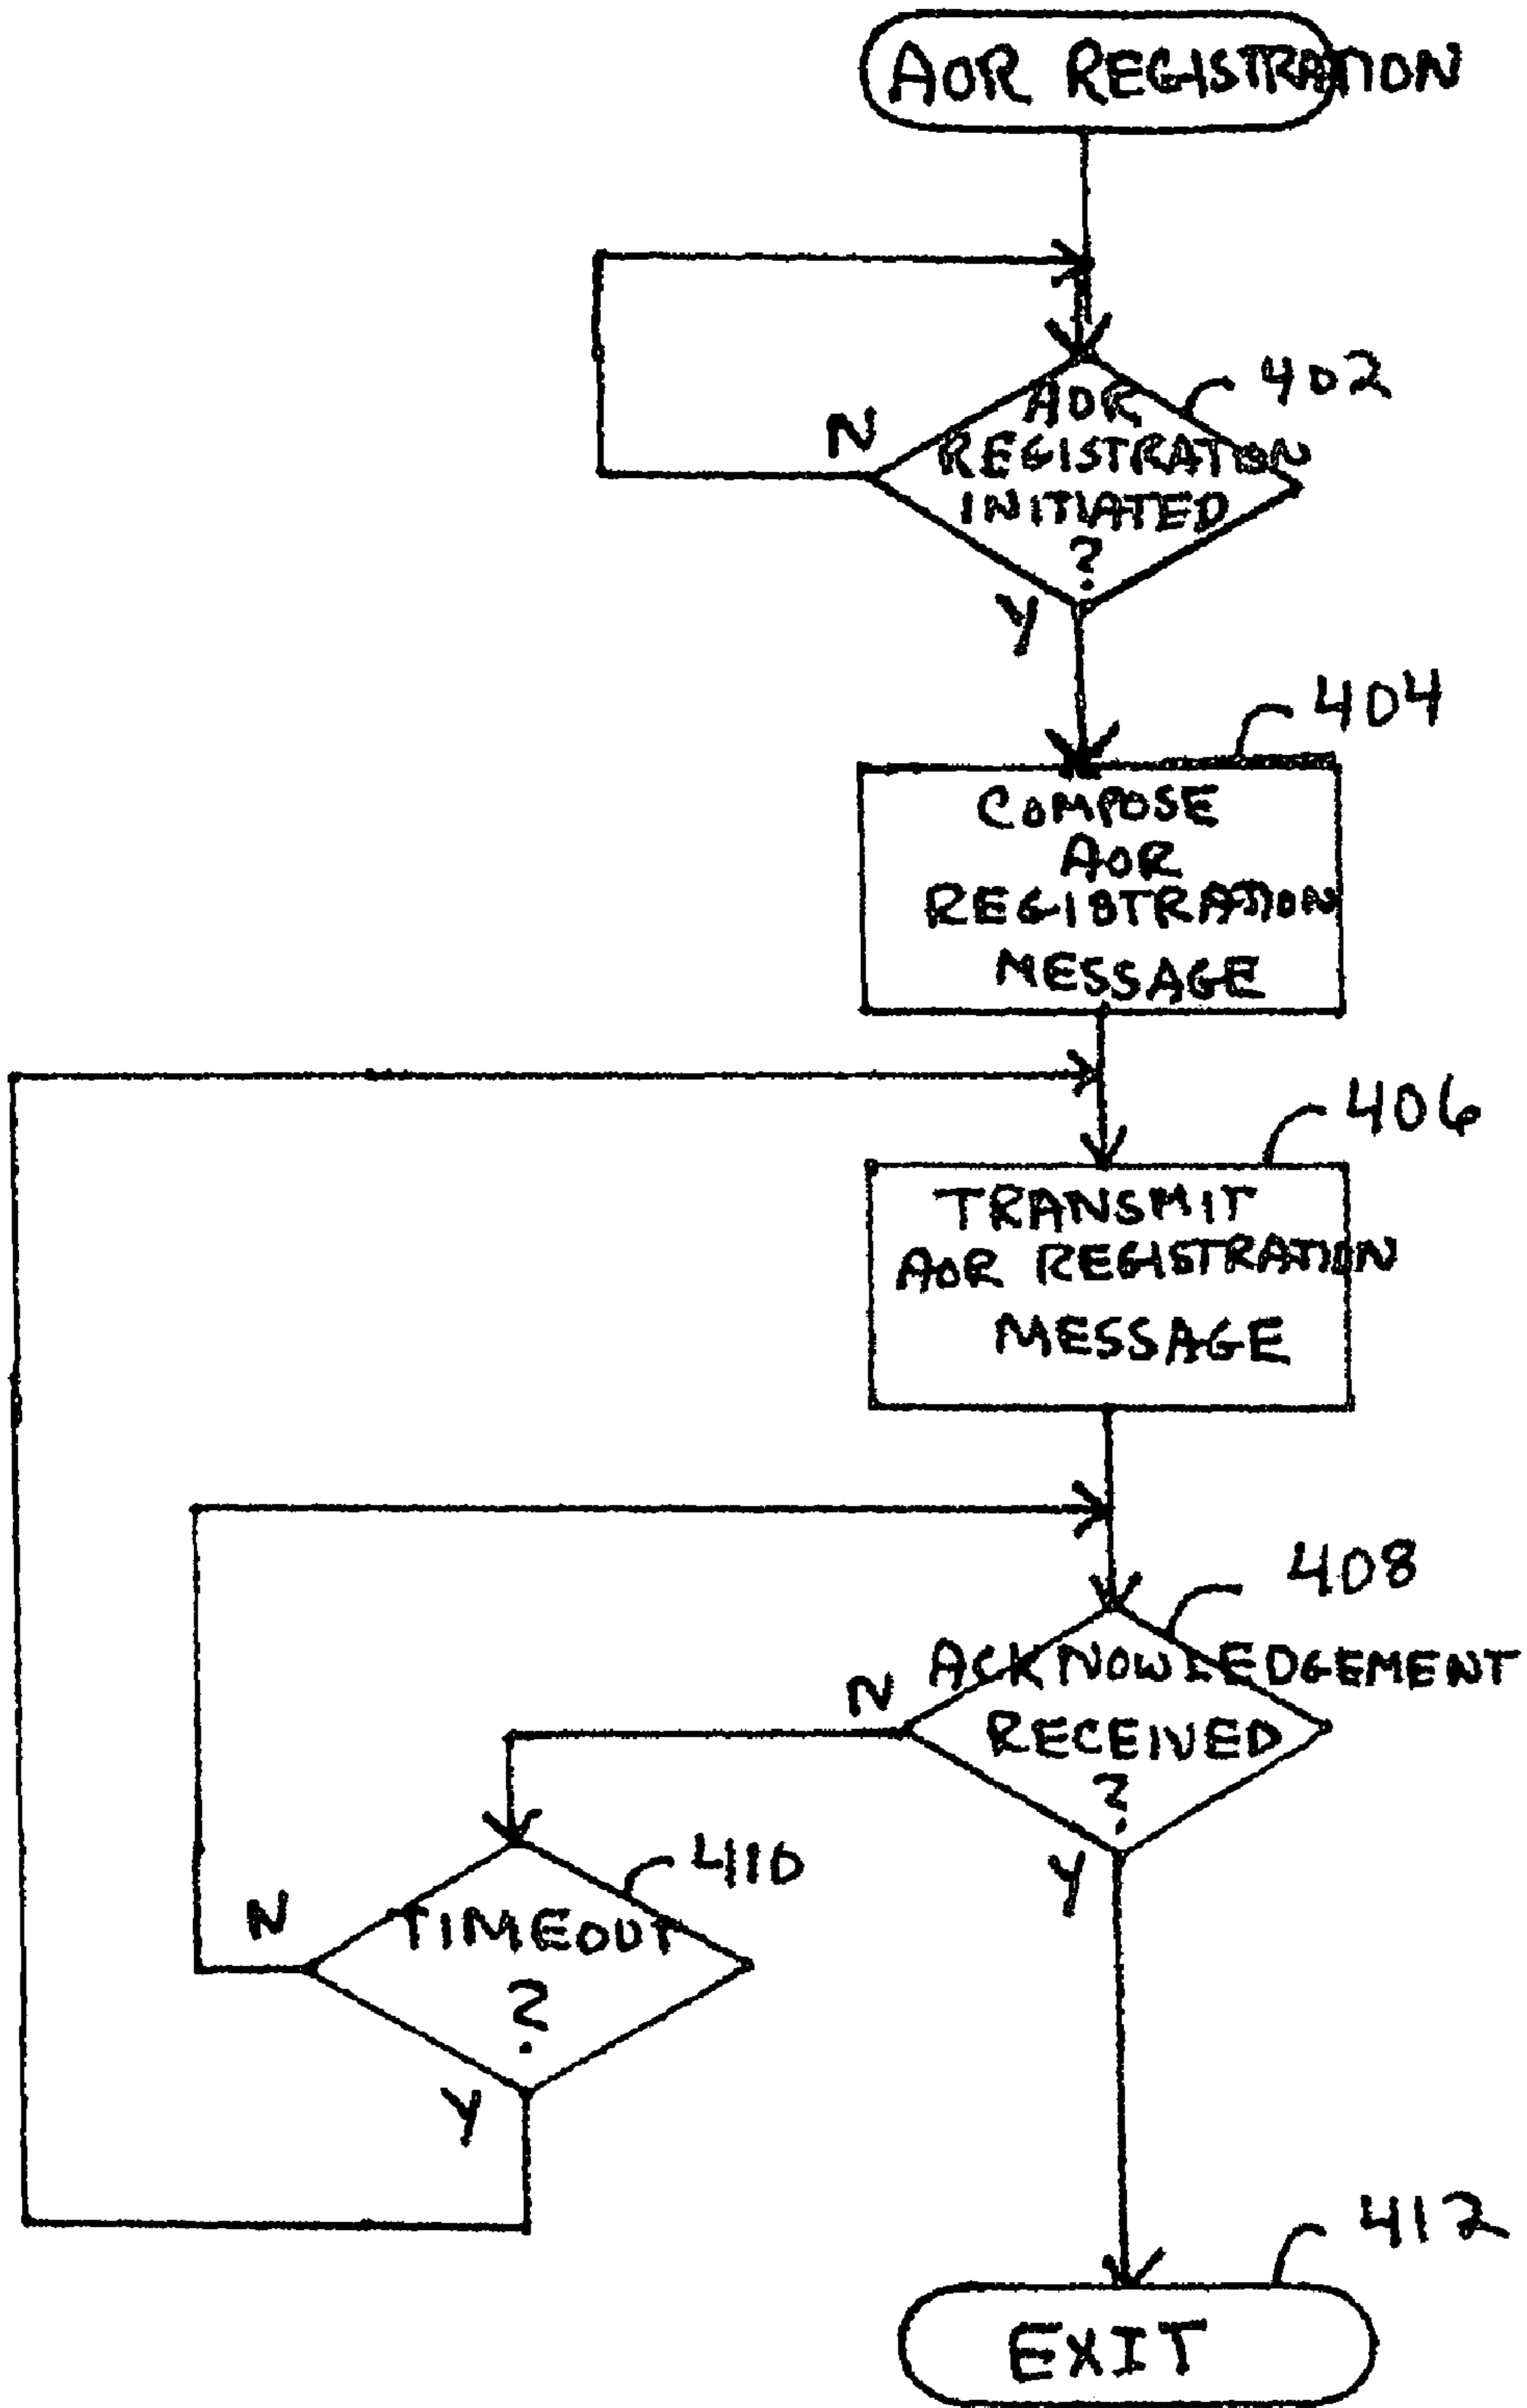 AOR REGISTRATION
402
N
AOR
REGISTRATION
INITIATED
?
Y
404
COMPOSE
AOR
REGISTRATION
MESSAGE
406
TRANSMIT
AOR REGISTRATION
MESSAGE
408
N
ACKNOWLEDGEMENT
RECEIVED
?
Y
410
N
TIMEOUT
?
Y
412
EXIT